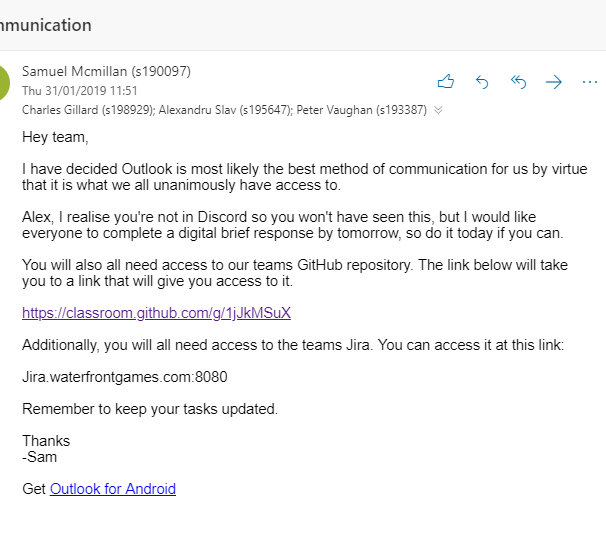 mmunication
Samuel Mcmillan (s190097)
Thu 31/01/2019 11:51
Charles Gillard (s198929); Alexandru Slav (s195647); Peter Vaughan (s193387)
Hey team,
I have decided Outlook is most likely the best method of communication for us by virtue
that it is what we all unanimously have access to.
Alex, I realise you're not in Discord so you won't have seen this, but I would like
everyone to complete a digital brief response by tomorrow, so do it today if you can.
You will also all need access to our teams GitHub repository. The link below will take
you to a link that will give you access to it.
https://classroom.github.com/g/1jJkMSuX
Additionally, you will all need access to the teams Jira. You can access it at this link:
Jira.waterfrontgames.com:8080
Remember to keep your tasks updated.
Thanks
-Sam
Get Outlook for Android